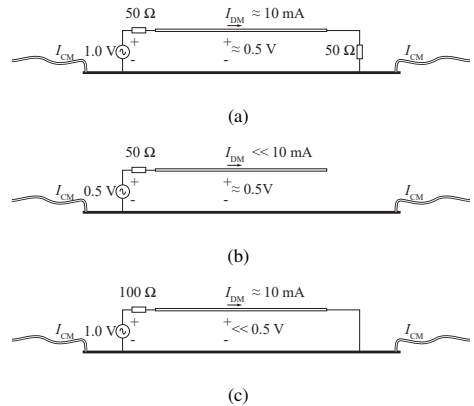 50 Ω
I_DM ≈ 10 mA
I_CM
1.0 V
+
-
+
≈ 0.5 V
-
50 Ω
I_CM
(a)
50 Ω
I_DM << 10 mA
I_CM
0.5 V
+
-
+
≈ 0.5V
-
I_CM
(b)
100 Ω
I_DM ≈ 10 mA
I_CM
1.0 V
+
-
+
<< 0.5 V
-
I_CM
(c)